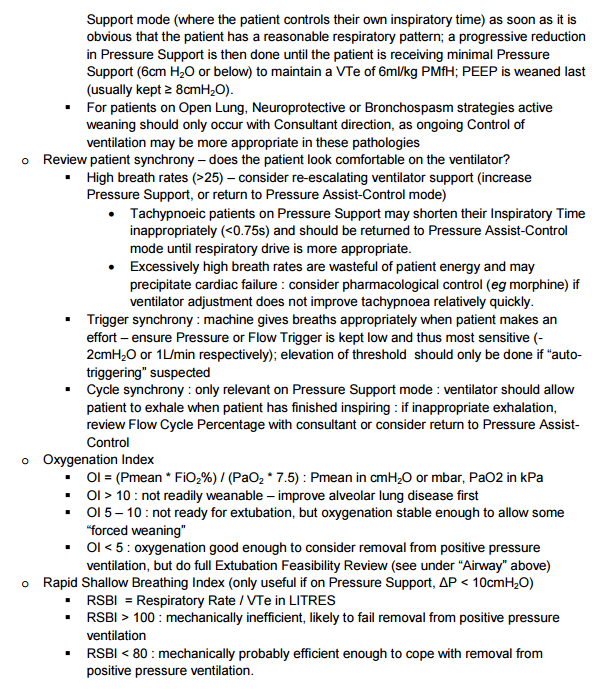 Support mode (where the patient controls their own inspiratory time) as soon as it is
obvious that the patient has a reasonable respiratory pattern; a progressive reduction
in Pressure Support is then done until the patient is receiving minimal Pressure
Support (6cm H₂O or below) to maintain a VTe of 6ml/kg PMfH; PEEP is weaned last
(usually kept ≥ 8cmH₂O).
▪ For patients on Open Lung, Neuroprotective or Bronchospasm strategies active
weaning should only occur with Consultant direction, as ongoing Control of
ventilation may be more appropriate in these pathologies
o Review patient synchrony – does the patient look comfortable on the ventilator?
▪ High breath rates (>25) – consider re-escalating ventilator support (increase
Pressure Support, or return to Pressure Assist-Control mode)
• Tachypnoeic patients on Pressure Support may shorten their Inspiratory Time
inappropriately (<0.75s) and should be returned to Pressure Assist-Control
mode until respiratory drive is more appropriate.
• Excessively high breath rates are wasteful of patient energy and may
precipitate cardiac failure : consider pharmacological control (eg morphine) if
ventilator adjustment does not improve tachypnoea relatively quickly.
▪ Trigger synchrony : machine gives breaths appropriately when patient makes an
effort – ensure Pressure or Flow Trigger is kept low and thus most sensitive (-
2cmH₂O or 1L/min respectively); elevation of threshold should only be done if “auto-
triggering” suspected
▪ Cycle synchrony : only relevant on Pressure Support mode : ventilator should allow
patient to exhale when patient has finished inspiring : if inappropriate exhalation,
review Flow Cycle Percentage with consultant or consider return to Pressure Assist-
Control
o Oxygenation Index
▪ OI = (Pmean * FiO₂%) / (PaO₂ * 7.5) : Pmean in cmH₂O or mbar, PaO2 in kPa
▪ OI > 10 : not readily weanable – improve alveolar lung disease first
▪ OI 5 – 10 : not ready for extubation, but oxygenation stable enough to allow some
“forced weaning”
▪ OI < 5 : oxygenation good enough to consider removal from positive pressure
ventilation, but do full Extubation Feasibility Review (see under “Airway” above)
o Rapid Shallow Breathing Index (only useful if on Pressure Support, ΔP < 10cmH₂O)
▪ RSBI = Respiratory Rate / VTe in LITRES
▪ RSBI > 100 : mechanically inefficient, likely to fail removal from positive pressure
ventilation
▪ RSBI < 80 : mechanically probably efficient enough to cope with removal from
positive pressure ventilation.